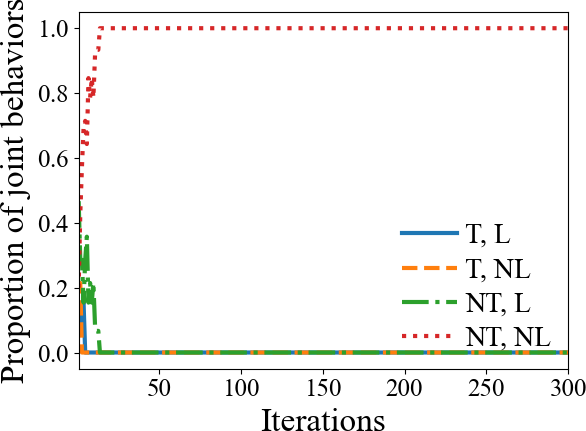 Proportion of joint behaviors
1.0
0.8
0.6
0.4
0.2
0.0
T, L
T, NL
NT, L
NT, NL
50 100 150 200 250 300
Iterations